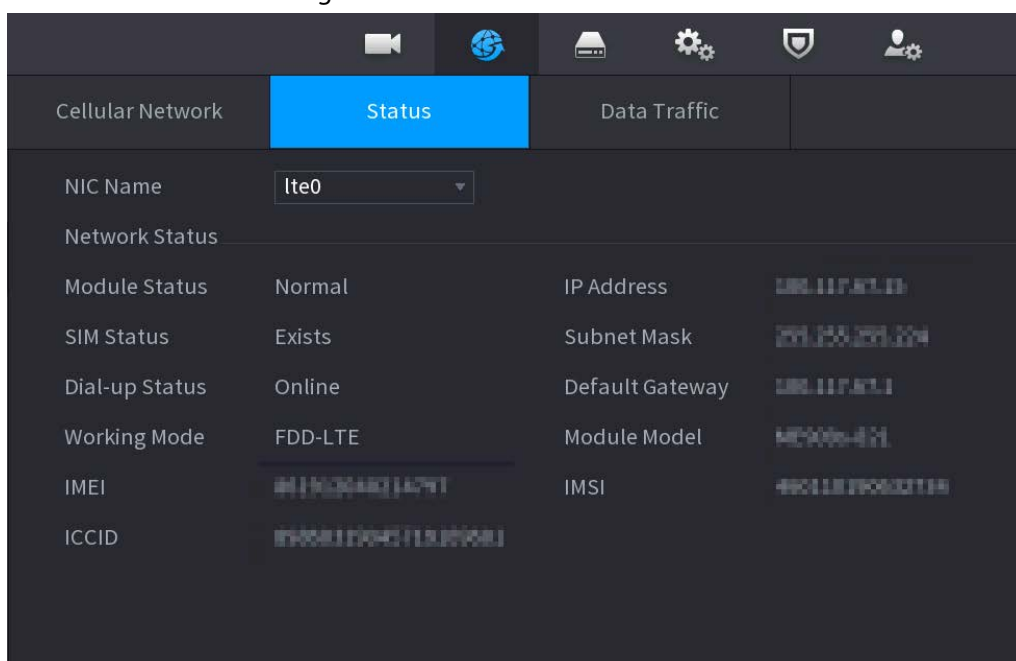 Cellular Network Status Data Traffic
NIC Name lte0
Network Status
Module Status Normal IP Address
SIM Status Exists Subnet Mask
Dial-up Status Online Default Gateway
Working Mode FDD-LTE Module Model
IMEI IMSI
ICCID